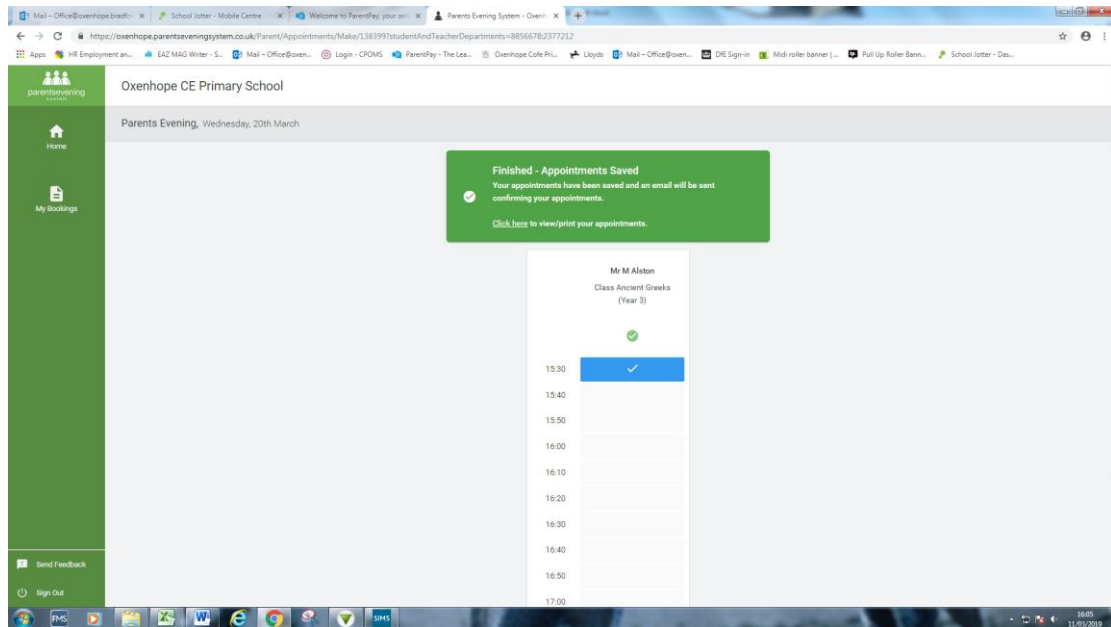 Mail – Office@oxenhope.bradfo
School Jotter - Mobile Centre
Welcome to ParentPay, your onli
Parents Evening System - Oxenh
https://oxenhope.parentseveningsystem.co.uk/Parent/Appointments/Make/138399?studentAndTeacherDepartments=8856678:2377212
Apps
HR Employment an...
EAZ MAG Writer - S...
Mail – Office@oxen...
Login - CPOMS
ParentPay - The Lea...
Oxenhope Cofe Pri...
Lloyds
Mail – Office@oxen...
DfE Sign-in
Midi roller banner | ...
Pull Up Roller Bann...
School Jotter - Das...
parentsevening
system
Oxenhope CE Primary School
Parents Evening, Wednesday, 20th March
Home
My Bookings
Finished - Appointments Saved
Your appointments have been saved and an email will be sent
confirming your appointments.
Click here to view/print your appointments.
Mr M Alston
Class Ancient Greeks
(Year 3)
15:30
15:40
15:50
16:00
16:10
16:20
16:30
16:40
16:50
17:00
Send Feedback
Sign Out
FMS
SIMS
16:05
11/03/2019